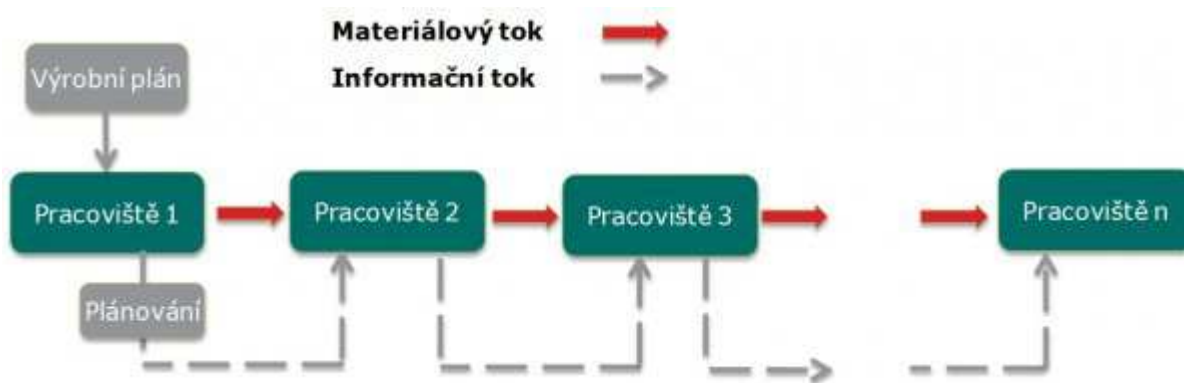 Materiálový tok
Informační tok
Výrobní plán
Pracoviště 1
Pracoviště 2
Pracoviště 3
Pracoviště n
Plánování